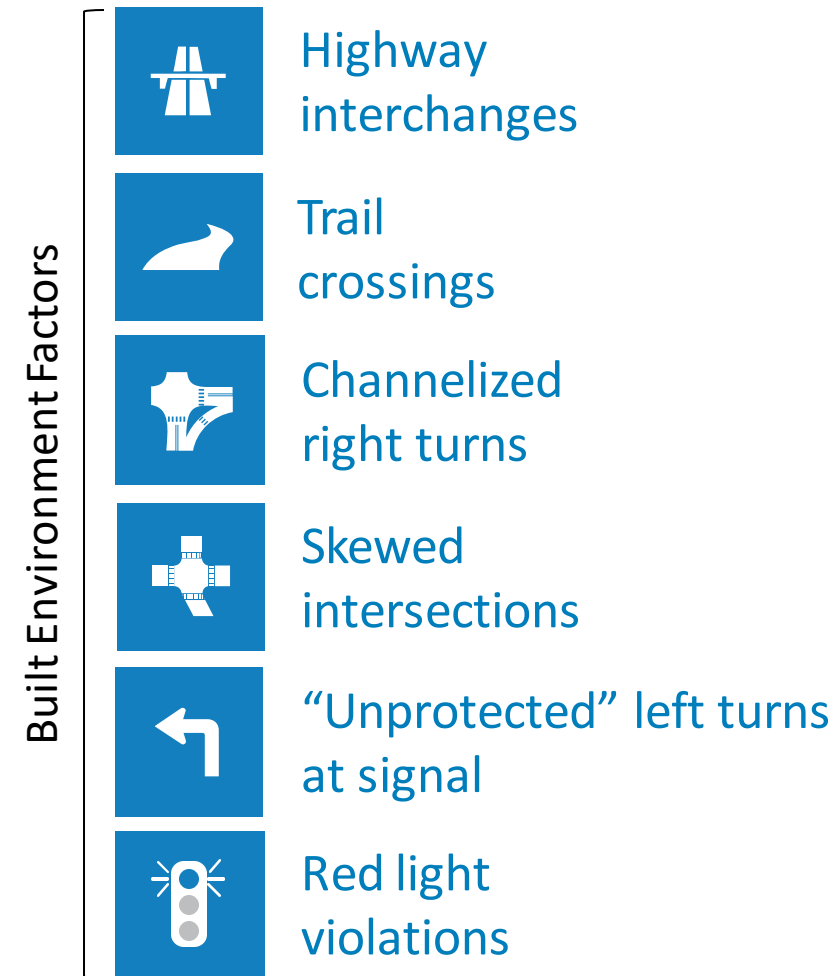 Built Environment Factors
Highway
interchanges
Trail
crossings
Channelized
right turns
Skewed
intersections
“Unprotected” left turns
at signal
Red light
violations